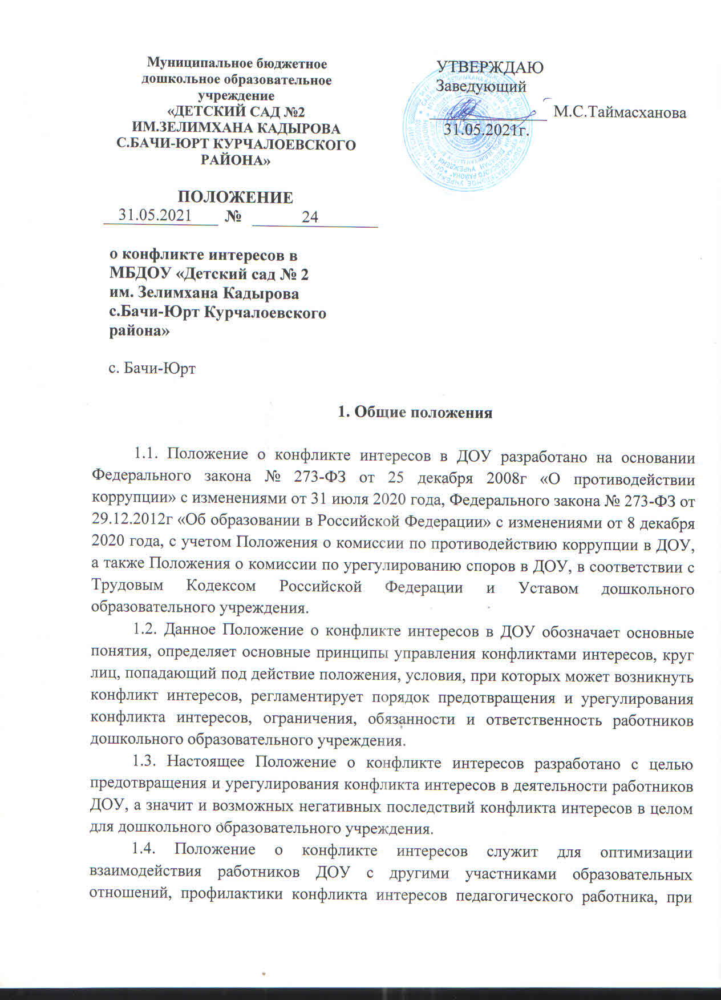 Муниципальное бюджетное
дошкольное образовательное
учреждение
«ДЕТСКИЙ САД №2
ИМ.ЗЕЛИМХАНА КАДЫРОВА
С.БАЧИ-ЮРТ КУРЧАЛОЕВСКОГО
РАЙОНА»
УТВЕРЖДАЮ
Заведующий
М.С.Таймасханова
31.05.2021г.
ПОЛОЖЕНИЕ
31.05.2021 № 24
о конфликте интересов в
МБДОУ «Детский сад № 2
им. Зелимхана Кадырова
с.Бачи-Юрт Курчалоевского
района»
с. Бачи-Юрт
1. Общие положения
1.1. Положение о конфликте интересов в ДОУ разработано на основании
Федерального закона № 273-ФЗ от 25 декабря 2008г «О противодействии
коррупции» с изменениями от 31 июля 2020 года, Федерального закона № 273-ФЗ от
29.12.2012г «Об образовании в Российской Федерации» с изменениями от 8 декабря
2020 года, с учетом Положения о комиссии по противодействию коррупции в ДОУ,
а также Положения о комиссии по урегулированию споров в ДОУ, в соответствии с
Трудовым Кодексом Российской Федерации и Уставом дошкольного
образовательного учреждения.
1.2. Данное Положение о конфликте интересов в ДОУ обозначает основные
понятия, определяет основные принципы управления конфликтами интересов, круг
лиц, попадающий под действие положения, условия, при которых может возникнуть
конфликт интересов, регламентирует порядок предотвращения и урегулирования
конфликта интересов, ограничения, обязанности и ответственность работников
дошкольного образовательного учреждения.
1.3. Настоящее Положение о конфликте интересов разработано с целью
предотвращения и урегулирования конфликта интересов в деятельности работников
ДОУ, а значит и возможных негативных последствий конфликта интересов в целом
для дошкольного образовательного учреждения.
1.4. Положение о конфликте интересов служит для оптимизации
взаимодействия работников ДОУ с другими участниками образовательных
отношений, профилактики конфликта интересов педагогического работника, при